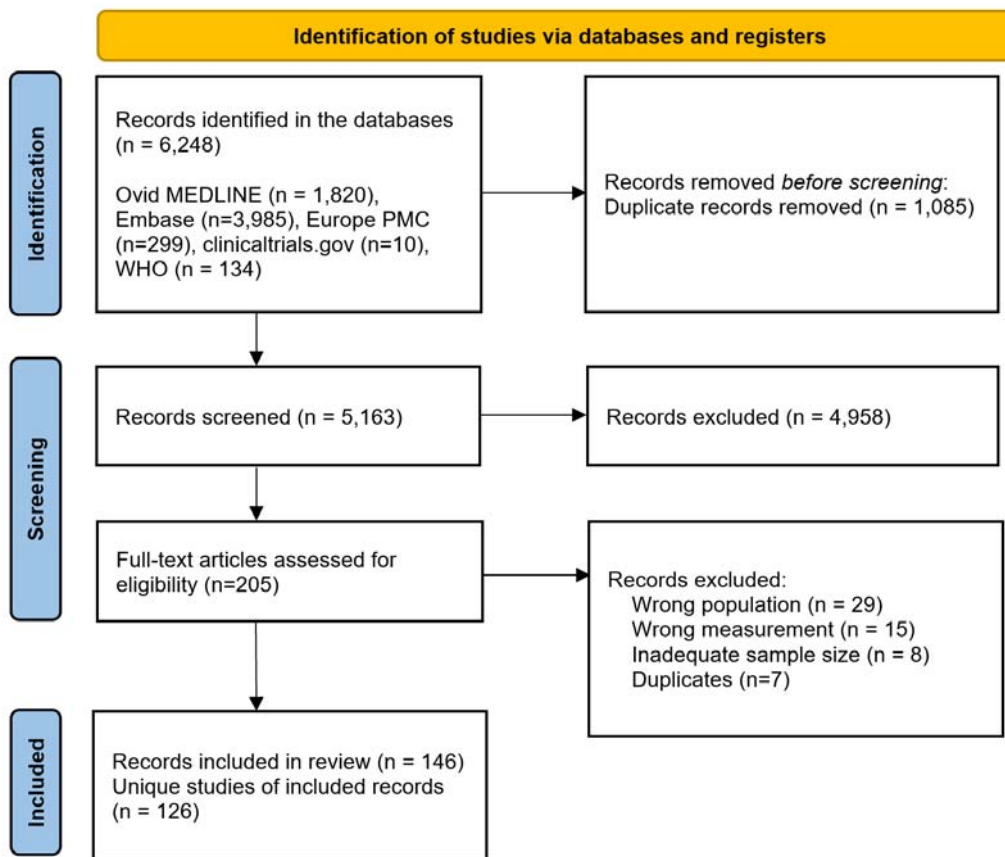 Identification of studies via databases and registers
Identification
Records identified in the databases
(n = 6,248)
Ovid MEDLINE (n = 1,820),
Embase (n=3,985), Europe PMC
(n=299), clinicaltrials.gov (n=10),
WHO (n = 134)
Records removed before screening:
Duplicate records removed (n = 1,085)
Screening
Records screened (n = 5,163)
Records excluded (n = 4,958)
Full-text articles assessed for
eligibility (n=205)
Records excluded:
Wrong population (n = 29)
Wrong measurement (n = 15)
Inadequate sample size (n = 8)
Duplicates (n=7)
Included
Records included in review (n = 146)
Unique studies of included records
(n = 126)